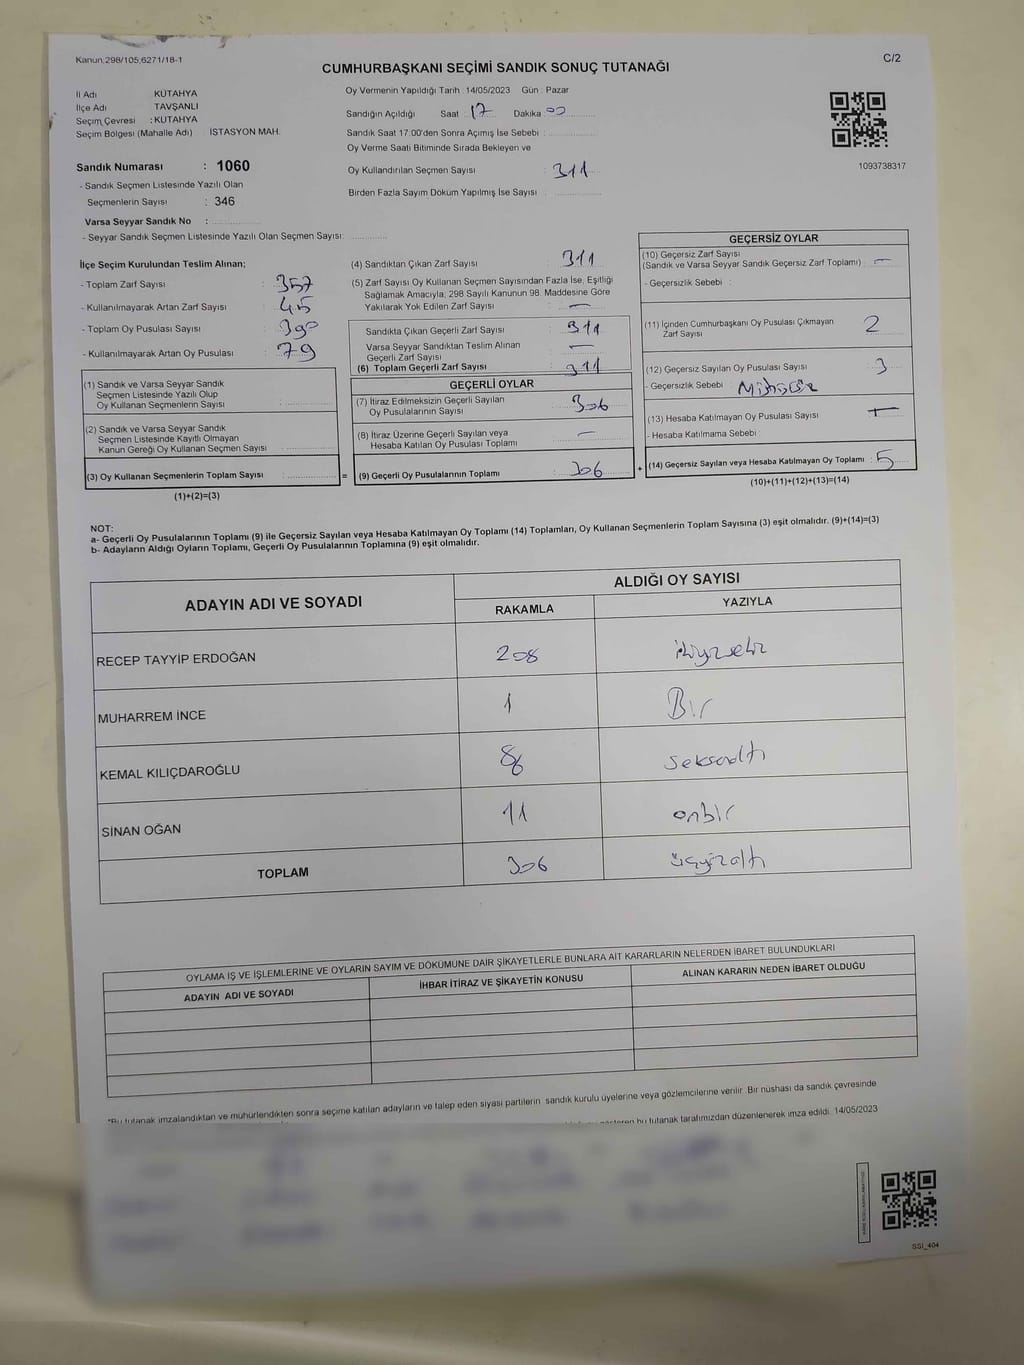 Kanun,298/105,6271/18-1
C/2
CUMHURBAŞKANI SEÇİMİ SANDIK SONUÇ TUTANAĞI
İl Adı KÜTAHYA
İlçe Adı TAVŞANLI
Seçim Çevresi : KÜTAHYA
Seçim Bölgesi (Mahalle Adı) : İSTASYON MAH.
Oy Vermenin Yapıldığı Tarih : 14/05/2023 Gün : Pazar
Sandığın Açıldığı Saat : 17 Dakika : 00
Sandık Saat 17:00'den Sonra Açımış İse Sebebi :
Oy Verme Saati Bitiminde Sırada Bekleyen ve
Oy Kullandırılan Seçmen Sayısı : 311
Birden Fazla Sayım Döküm Yapılmış İse Sayısı :
1093738317
Sandık Numarası : 1060
- Sandık Seçmen Listesinde Yazılı Olan
Seçmenlerin Sayısı : 346
Varsa Seyyar Sandık No :
- Seyyar Sandık Seçmen Listesinde Yazılı Olan Seçmen Sayısı:
İlçe Seçim Kurulundan Teslim Alınan;
- Toplam Zarf Sayısı : 357
- Kullanılmayarak Artan Zarf Sayısı : 45
- Toplam Oy Pusulası Sayısı : 390
- Kullanılmayarak Artan Oy Pusulası : 79
(1) Sandık ve Varsa Seyyar Sandık
Seçmen Listesinde Yazılı Olup
Oy Kullanan Seçmenlerin Sayısı :
(2) Sandık ve Varsa Seyyar Sandık
Seçmen Listesinde Kayıtlı Olmayan
Kanun Gereği Oy Kullanan Seçmen Sayısı :
(3) Oy Kullanan Seçmenlerin Toplam Sayısı : =
(1)+(2)=(3)
(4) Sandıktan Çıkan Zarf Sayısı : 311
(5) Zarf Sayısı Oy Kullanan Seçmen Sayısından Fazla İse, Eşitliği
Sağlamak Amacıyla; 298 Sayılı Kanunun 98. Maddesine Göre
Yakılarak Yok Edilen Zarf Sayısı : —
Sandıkta Çıkan Geçerli Zarf Sayısı : 311
Varsa Seyyar Sandıktan Teslim Alınan
Geçerli Zarf Sayısı : —
(6) Toplam Geçerli Zarf Sayısı : 311
GEÇERLİ OYLAR
(7) İtiraz Edilmeksizin Geçerli Sayılan
Oy Pusulalarının Sayısı : 306
(8) İtiraz Üzerine Geçerli Sayılan veya
Hesaba Katılan Oy Pusulası Toplamı : —
(9) Geçerli Oy Pusulalarının Toplamı : 306 +
GEÇERSİZ OYLAR
(10) Geçersiz Zarf Sayısı
(Sandık ve Varsa Seyyar Sandık Geçersiz Zarf Toplamı) : —
- Geçersizlik Sebebi :
(11) İçinden Cumhurbaşkanı Oy Pusulası Çıkmayan
Zarf Sayısı : 2
(12) Geçersiz Sayılan Oy Pusulası Sayısı : 3
- Geçersizlik Sebebi :
(13) Hesaba Katılmayan Oy Pusulası Sayısı : —
- Hesaba Katılmama Sebebi :
(14) Geçersiz Sayılan veya Hesaba Katılmayan Oy Toplamı : 5
(10)+(11)+(12)+(13)=(14)
NOT:
a- Geçerli Oy Pusulalarının Toplamı (9) ile Geçersiz Sayılan veya Hesaba Katılmayan Oy Toplamı (14) Toplamları, Oy Kullanan Seçmenlerin Toplam Sayısına (3) eşit olmalıdır. (9)+(14)=(3)
b- Adayların Aldığı Oyların Toplamı, Geçerli Oy Pusulalarının Toplamına (9) eşit olmalıdır.
ADAYIN ADI VE SOYADI
ALDIĞI OY SAYISI
RAKAMLA YAZIYLA
RECEP TAYYİP ERDOĞAN 208 ikiyüzsekiz
MUHARREM İNCE 1 Bir
KEMAL KILIÇDAROĞLU 86 seksenaltı
SİNAN OĞAN 11 onbir
TOPLAM 306 üçyüzaltı
OYLAMA İŞ VE İŞLEMLERİNE VE OYLARIN SAYIM VE DÖKÜMÜNE DAİR ŞİKAYETLERLE BUNLARA AİT KARARLARIN NELERDEN İBARET BULUNDUKLARI
ADAYIN ADI VE SOYADI İHBAR İTİRAZ VE ŞİKAYETİN KONUSU ALINAN KARARIN NEDEN İBARET OLDUĞU
*Bu tutanak imzalandıktan ve mühürlendikten sonra seçime katılan adayların ve talep eden siyasi partilerin sandık kurulu üyelerine veya gözlemcilerine verilir. Bir nüshası da sandık çevresinde
bu tutanak tarafımızdan düzenlenerek imza edildi. 14/05/2023
SSI_404